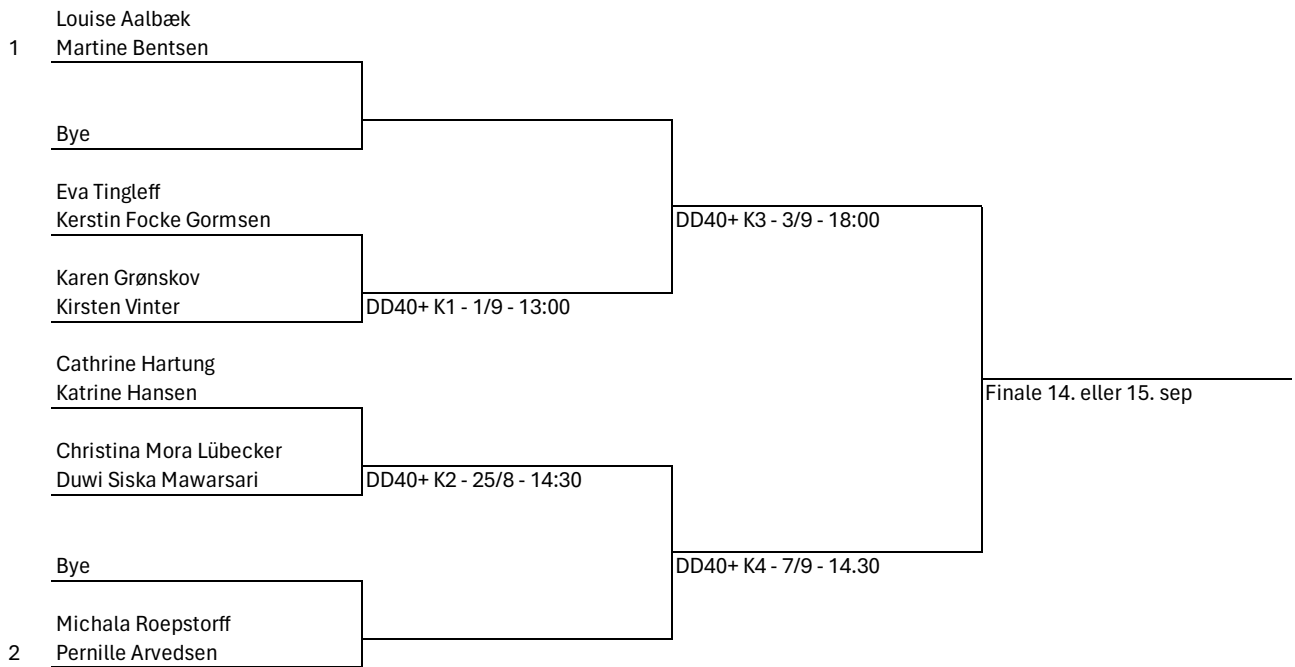 Louise Aalbæk
1 Martine Bentsen
Bye
Eva Tingleff
Kerstin Focke Gormsen
DD40+ K3 - 3/9 - 18:00
Karen Grønskov
Kirsten Vinter
DD40+ K1 - 1/9 - 13:00
Cathrine Hartung
Katrine Hansen
Finale 14. eller 15. sep
Christina Mora Lübecker
Duwi Siska Mawarsari
DD40+ K2 - 25/8 - 14:30
Bye
DD40+ K4 - 7/9 - 14.30
Michala Roepstorff
2 Pernille Arvedsen